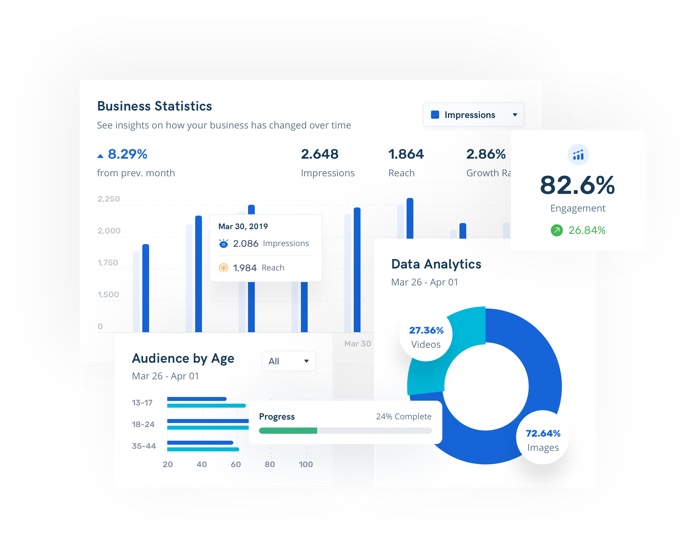 Business Statistics
See insights on how your business has changed over time
Impressions
8.29%
from prev. month
2.648
Impressions
1.864
Reach
2.86%
Growth Ra
82.6%
Engagement
26.84%
2.250
2.000
1.750
1.500
0
Mar 30, 2019
2.086 Impressions
1.984 Reach
Mar 30
Data Analytics
Mar 26 - Apr 01
27.36%
Videos
72.64%
Images
Audience by Age
Mar 26 - Apr 01
All
13-17
18-24
35-44
20 40 60 80 100
Progress
24% Complete